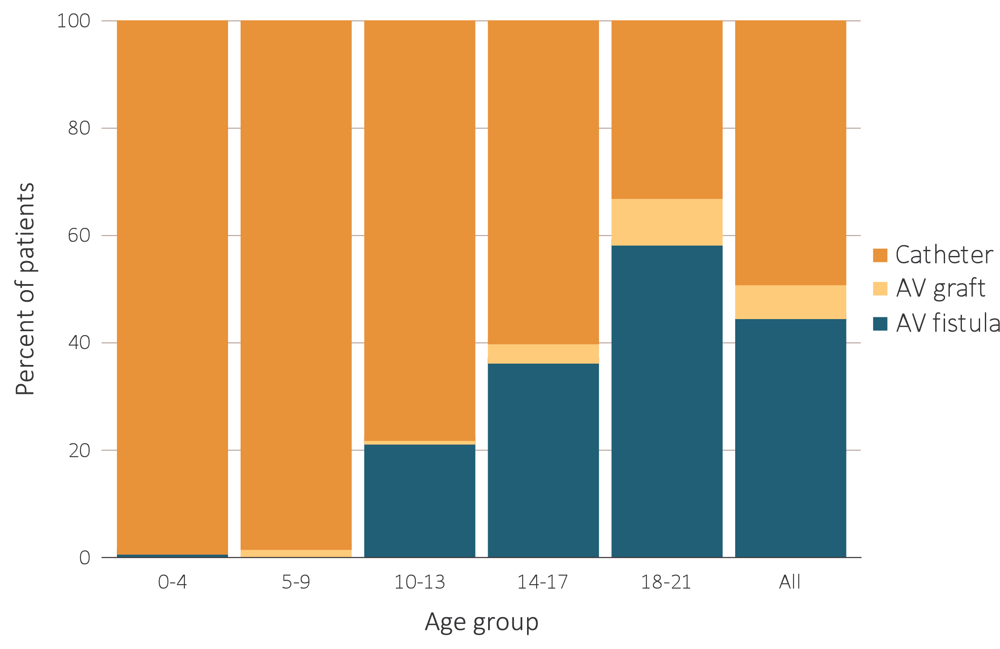 Percent of patients
100
80
60
40
20
0
0-4 5-9 10-13 14-17 18-21 All
Age group
Catheter
AV graft
AV fistula